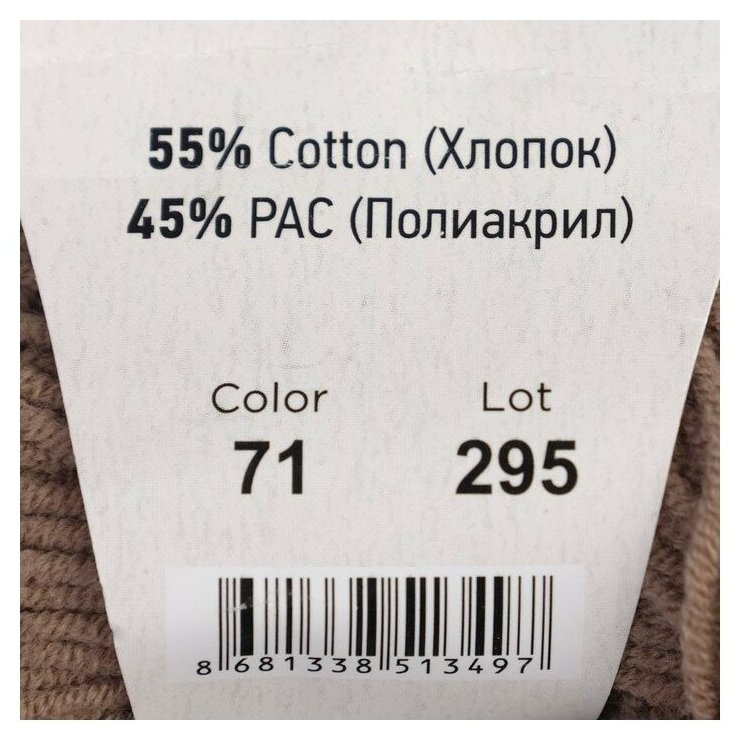 55% Cotton (Хлопок)
45% PAC (Полиакрил)
Color Lot
71 295
8 681338 513497